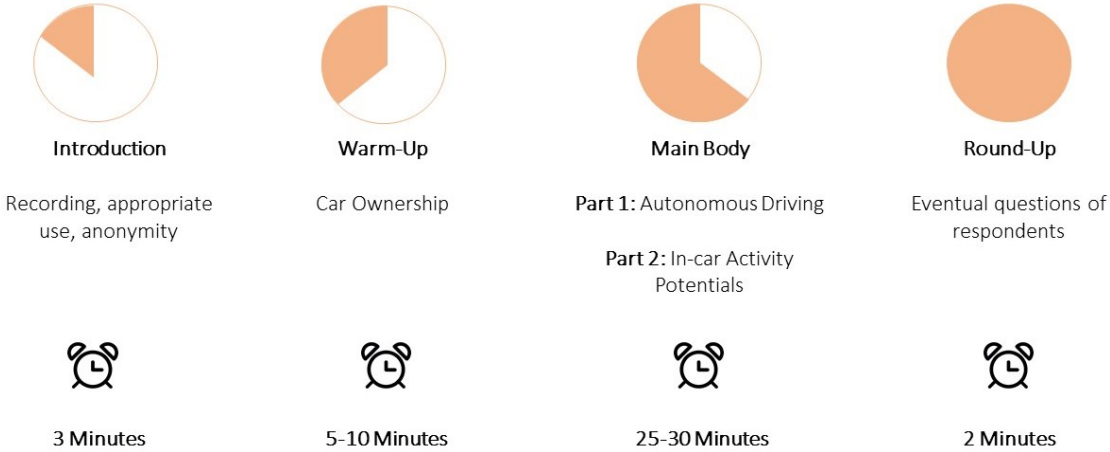 Introduction
Recording, appropriate
use, anonymity
3 Minutes
Warm-Up
Car Ownership
5-10 Minutes
Main Body
Part 1: Autonomous Driving
Part 2: In-car Activity
Potentials
25-30 Minutes
Round-Up
Eventual questions of
respondents
2 Minutes